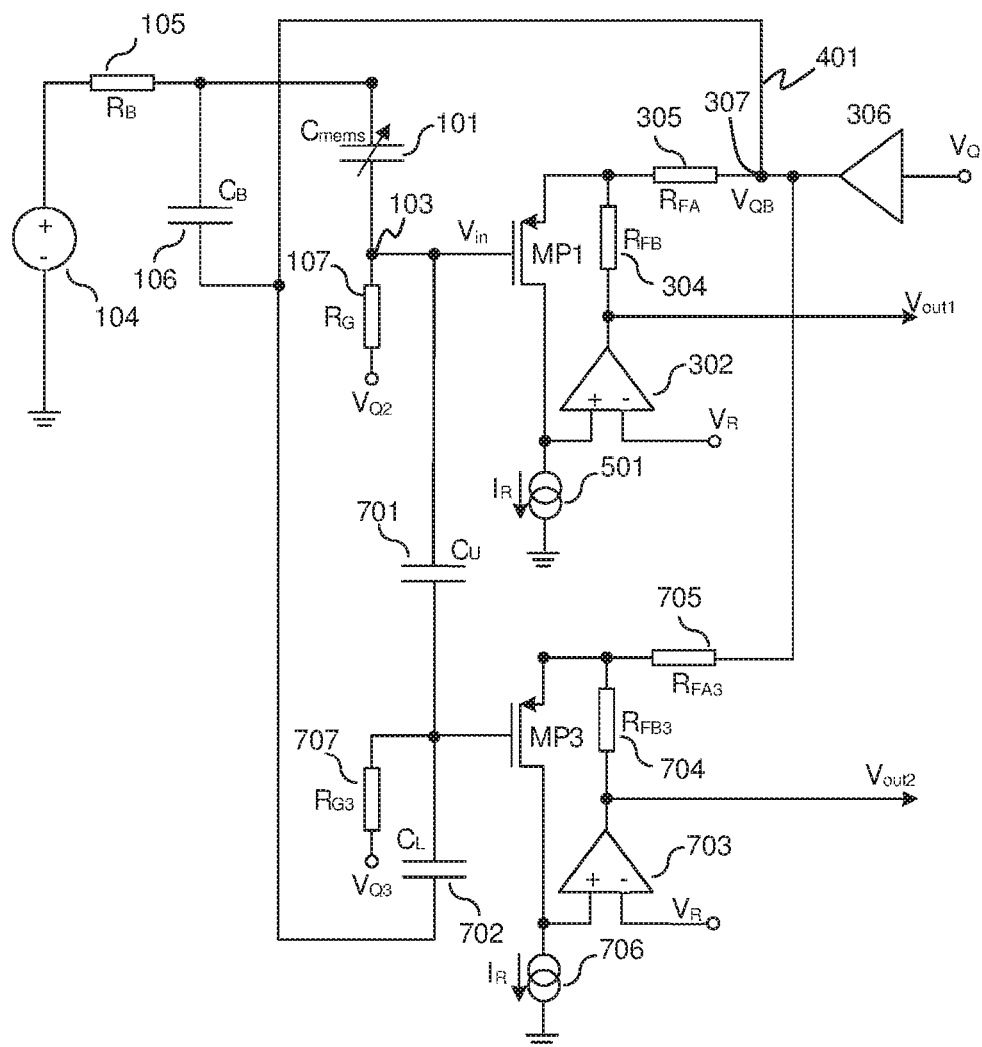 105
401
R_B
307
305
306
C_mems
101
V_Q
R_FA
V_QB
C_B
103
V_in
MP1
R_FB
+
-
106
107
304
104
R_G
V_out1
302
V_Q2
+ -
V_R
I_R
501
701
C_U
705
R_FA3
R_FB3
707
MP3
704
V_out2
R_G3
C_L
703
V_Q3
+ -
702
V_R
I_R
706